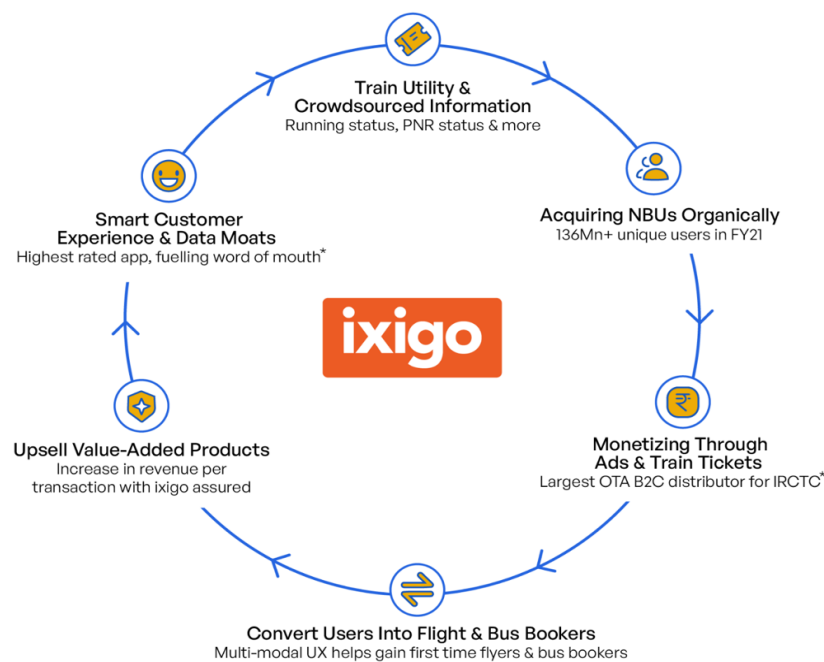 Train Utility &
Crowdsourced Information
Running status, PNR status & more
Acquiring NBUs Organically
136Mn+ unique users in FY21
Monetizing Through
Ads & Train Tickets
Largest OTA B2C distributor for IRCTC*
Convert Users Into Flight & Bus Bookers
Multi-modal UX helps gain first time flyers & bus bookers
Upsell Value-Added Products
Increase in revenue per
transaction with ixigo assured
Smart Customer
Experience & Data Moats
Highest rated app, fuelling word of mouth*
ixigo
₹